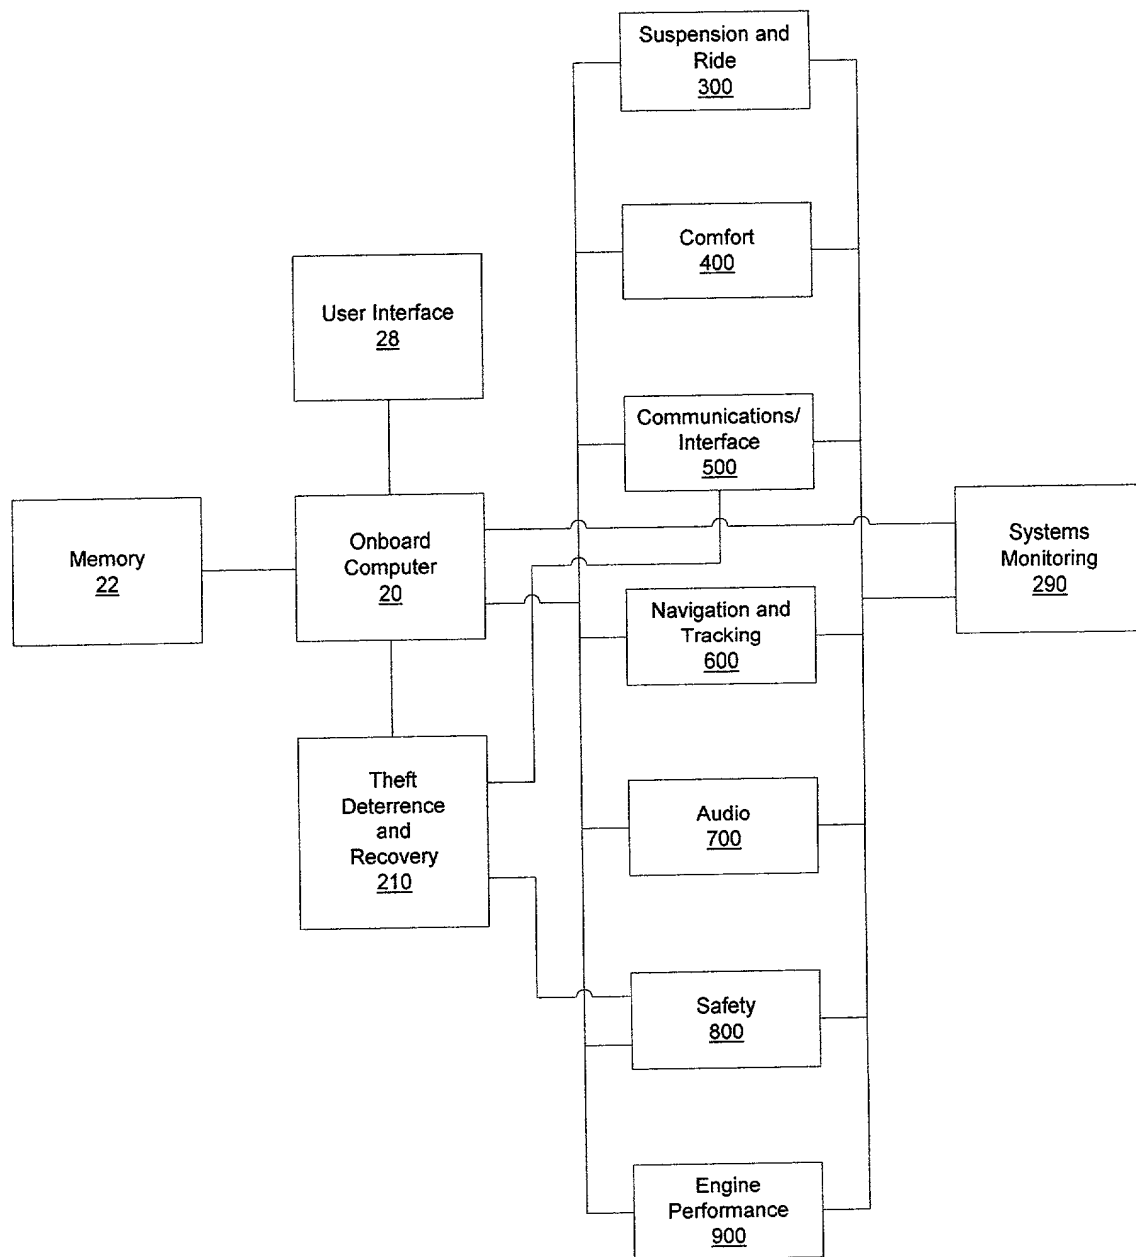 Suspension and
Ride
300
Comfort
400
User Interface
28
Communications/
Interface
500
Memory
22
Onboard
Computer
20
Systems
Monitoring
290
Navigation and
Tracking
600
Theft
Deterrence
and
Recovery
210
Audio
700
Safety
800
Engine
Performance
900